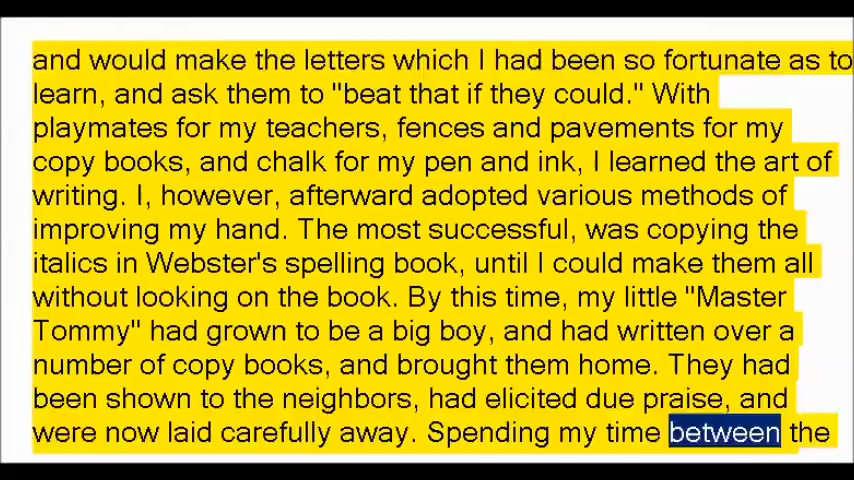 and would make the letters which I had been so fortunate as to
learn, and ask them to "beat that if they could." With
playmates for my teachers, fences and pavements for my
copy books, and chalk for my pen and ink, I learned the art of
writing. I, however, afterward adopted various methods of
improving my hand. The most successful, was copying the
italics in Webster's spelling book, until I could make them all
without looking on the book. By this time, my little "Master
Tommy" had grown to be a big boy, and had written over a
number of copy books, and brought them home. They had
been shown to the neighbors, had elicited due praise, and
were now laid carefully away. Spending my time between the